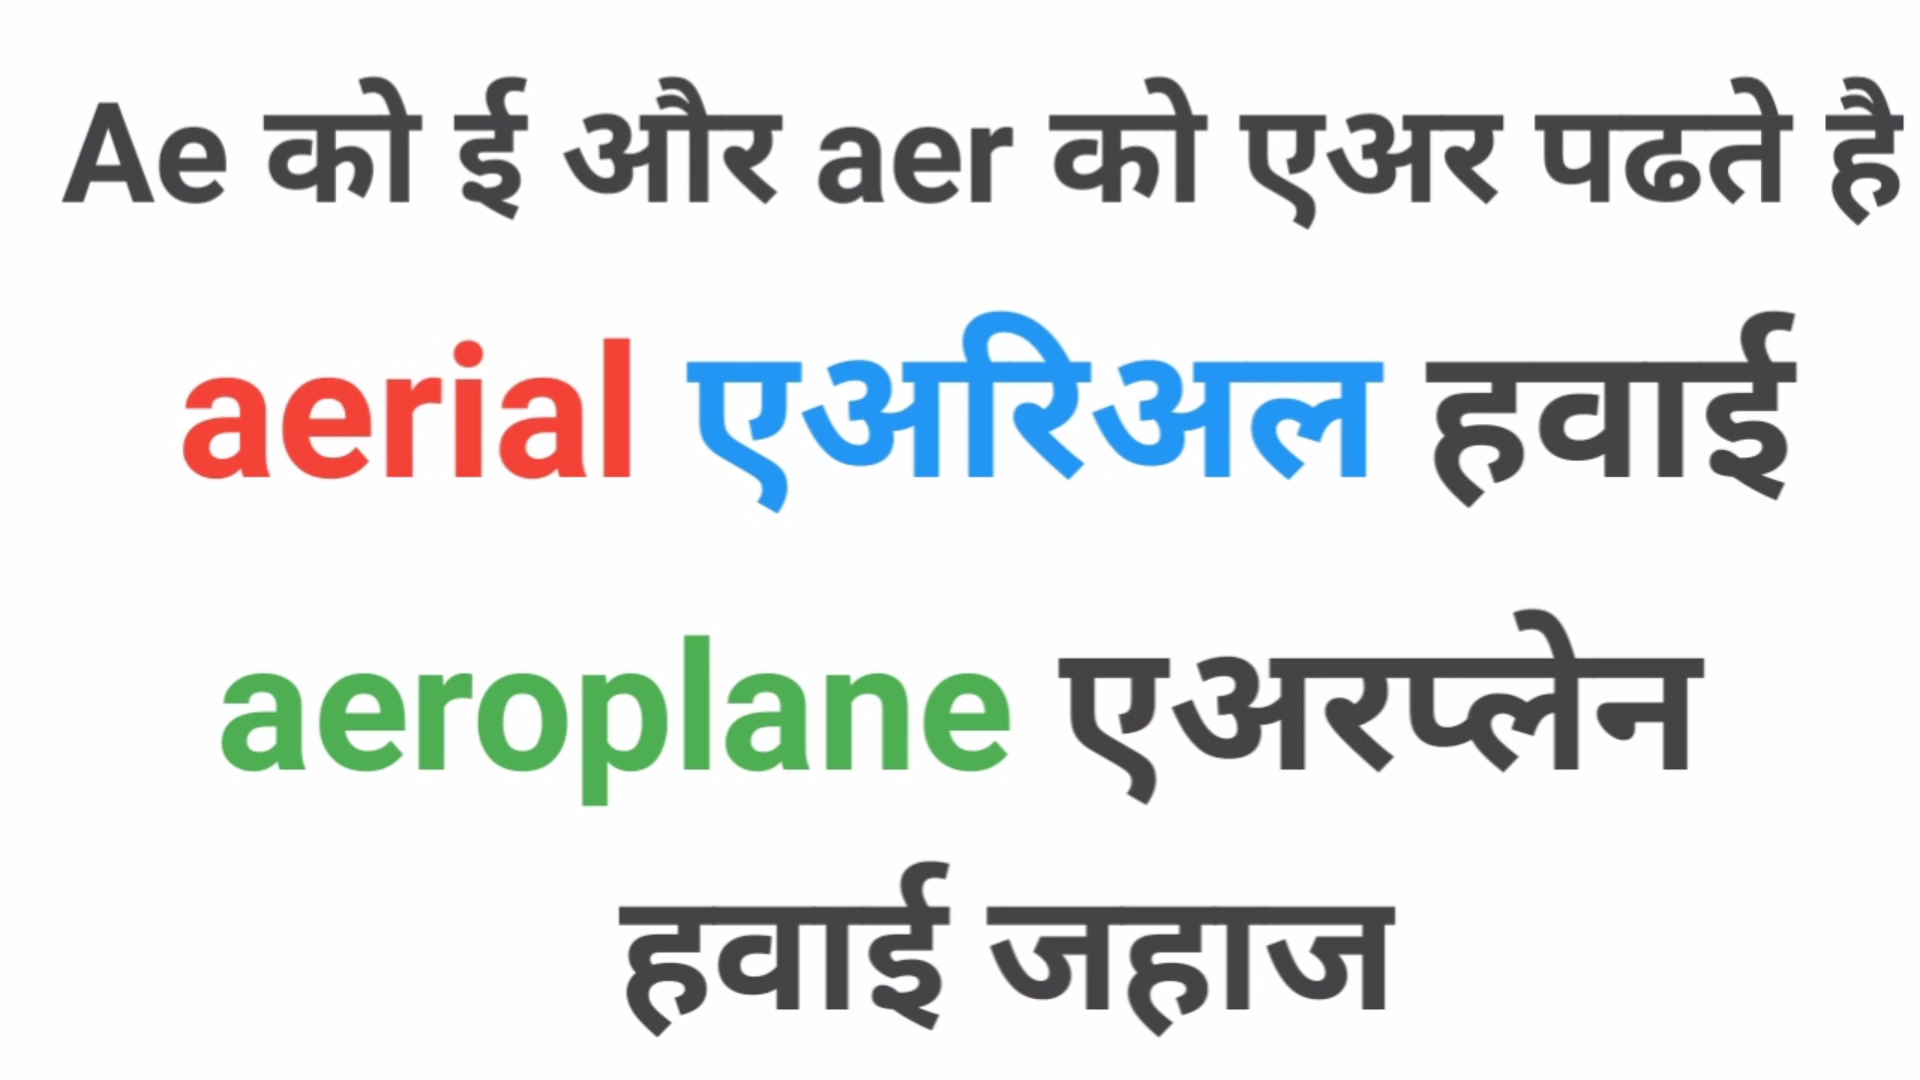 Ae को ई और aer को एअर पढते है
aerial एअरिअल हवाई
aeroplane एअरप्लेन
हवाई जहाज